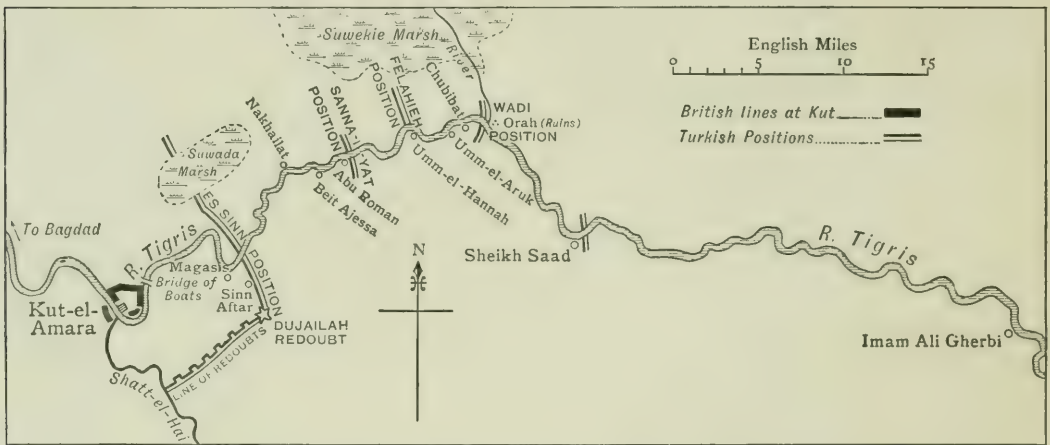 Suwekie Marsh
River
English Miles
0 5 10 15
British lines at Kut
Turkish Positions
Chubibat
FELAHIEH
POSITION
WADI
Orah (Ruins)
POSITION
SANNA-I-YAT
POSITION
Nakhailat
Suwada
Marsh
Umm-el-Aruk
Umm-el-Hannah
Abu Roman
Beit Ajessa
ES SINN POSITION
To Bagdad
R. Tigris
N
Sheikh Saad
R. Tigris
Magasis
Bridge of
Boats
Sinn
Aftar
Kut-el-
Amara
DUJAILAH
REDOUBT
Imam Ali Gherbi
LINE OF REDOUBTS
Shatt-el-Hai